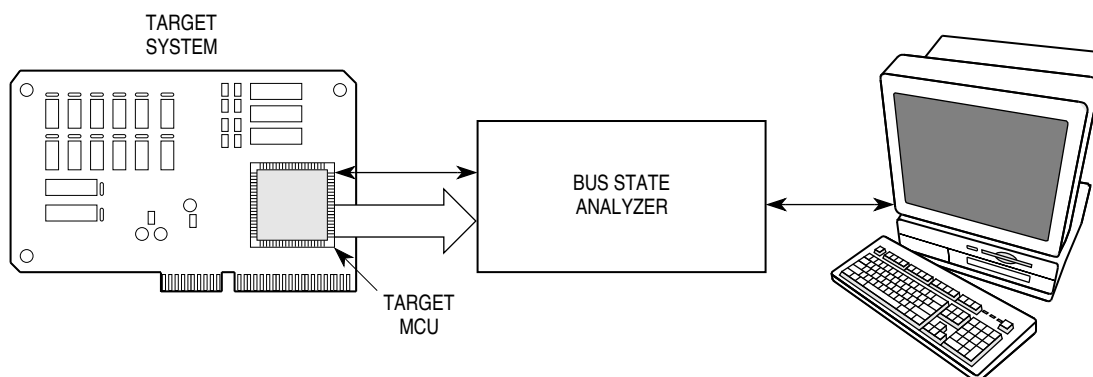 TARGET
SYSTEM
BUS STATE
ANALYZER
TARGET
MCU